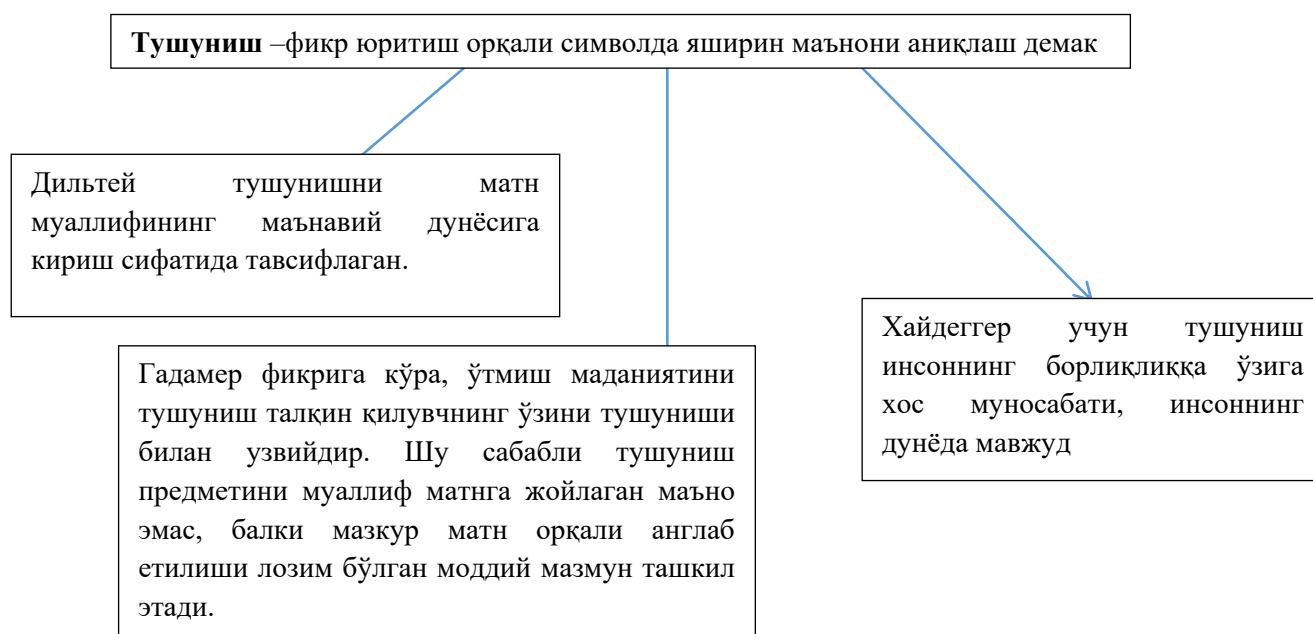 Тушуниш –фикр юритиш орқали символда яширин маънони аниқлаш демак
Дильтей тушунишни матн
муаллифининг маънавий дунёсига
кириш сифатида тавсифлаган.
Гадамер фикрига кўра, ўтмиш маданиятини
тушуниш талқин қилувчнинг ўзини тушуниши
билан узвийдир. Шу сабабли тушуниш
предметини муаллиф матнга жойлаган маъно
эмас, балки мазкур матн орқали англаб
етилиши лозим бўлган моддий мазмун ташкил
этади.
Хайдеггер учун тушуниш
инсоннинг борлиқлиққа ўзига
хос муносабати, инсоннинг
дунёда мавжуд